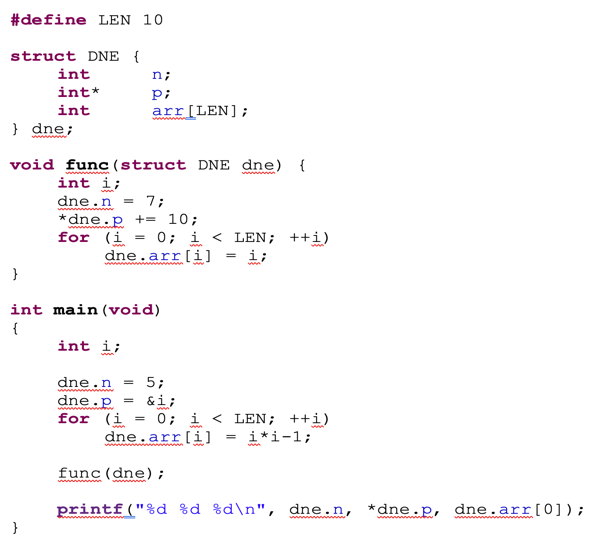 #define LEN 10
struct DNE {
int n;
int* p;
int arr[LEN];
} dne;
void func(struct DNE dne) {
int i;
dne.n = 7;
*dne.p += 10;
for (i = 0; i < LEN; ++i)
dne.arr[i] = i;
}
int main(void)
{
int i;
dne.n = 5;
dne.p = &i;
for (i = 0; i < LEN; ++i)
dne.arr[i] = i*i-1;
func(dne);
printf("%d %d %d\n", dne.n, *dne.p, dne.arr[0]);
}